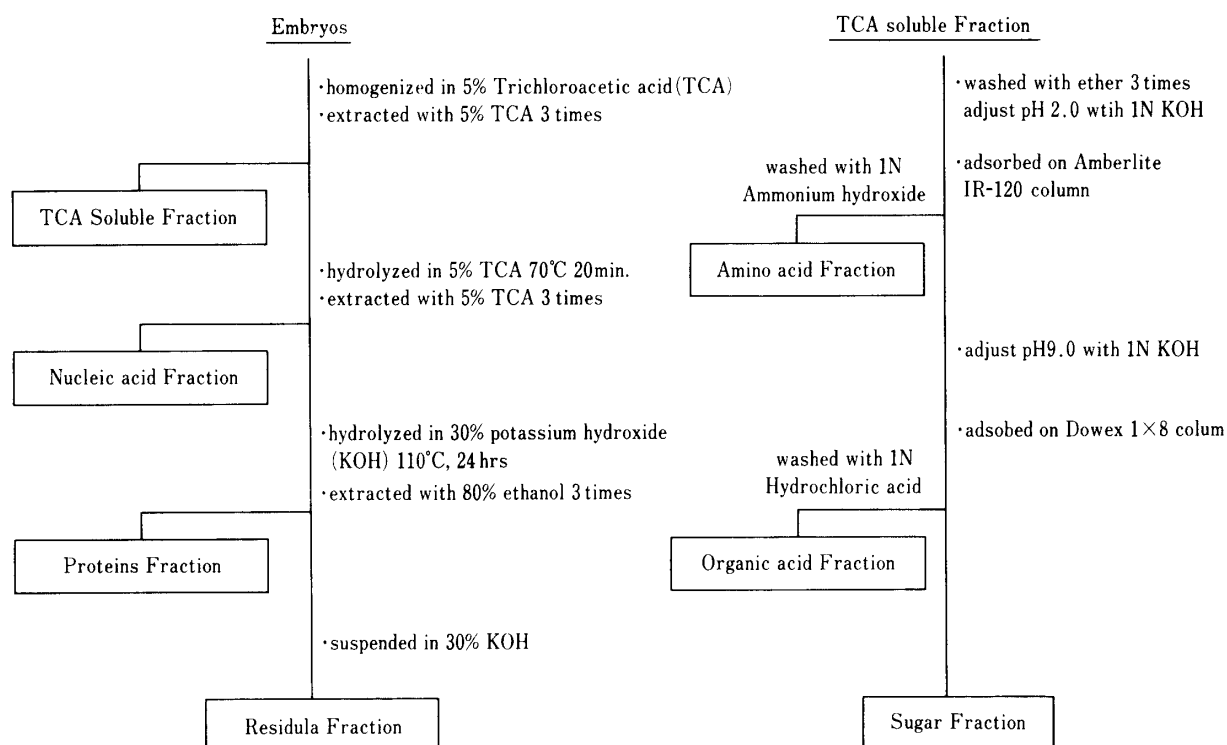 Embryos
·homogenized in 5% Trichloroacetic acid(TCA)
·extracted with 5% TCA 3 times
TCA Soluble Fraction
·hydrolyzed in 5% TCA 70℃ 20min.
·extracted with 5% TCA 3 times
Nucleic acid Fraction
·hydrolyzed in 30% potassium hydroxide
(KOH) 110℃, 24 hrs
·extracted with 80% ethanol 3 times
Proteins Fraction
·suspended in 30% KOH
Residula Fraction
TCA soluble Fraction
·washed with ether 3 times
adjust pH 2.0 wtih 1N KOH
washed with 1N
Ammonium hydroxide
·adsorbed on Amberlite
IR-120 column
Amino acid Fraction
·adjust pH9.0 with 1N KOH
·adsobed on Dowex 1×8 colum
washed with 1N
Hydrochloric acid
Organic acid Fraction
Sugar Fraction